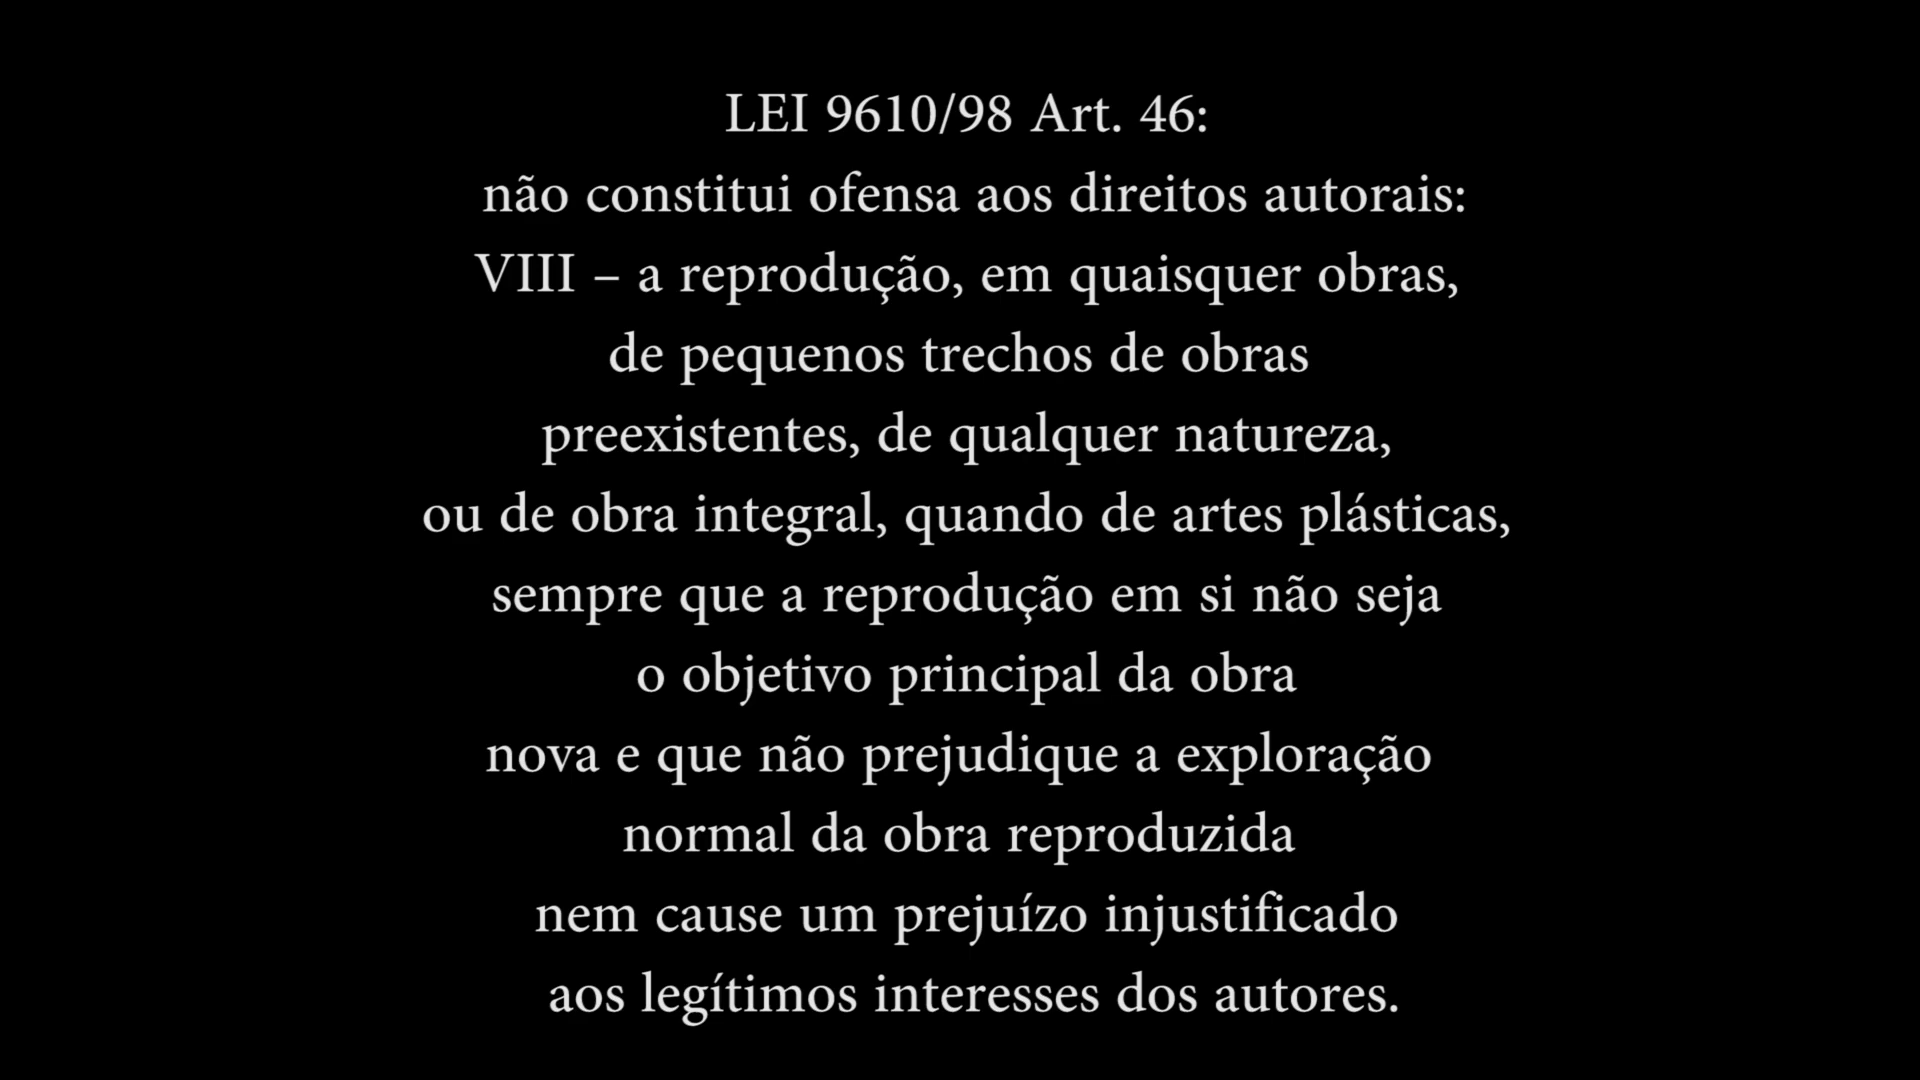 LEI 9610/98 Art. 46:
não constitui ofensa aos direitos autorais:
VIII – a reprodução, em quaisquer obras,
de pequenos trechos de obras
preexistentes, de qualquer natureza,
ou de obra integral, quando de artes plásticas,
sempre que a reprodução em si não seja
o objetivo principal da obra
nova e que não prejudique a exploração
normal da obra reproduzida
nem cause um prejuízo injustificado
aos legítimos interesses dos autores.